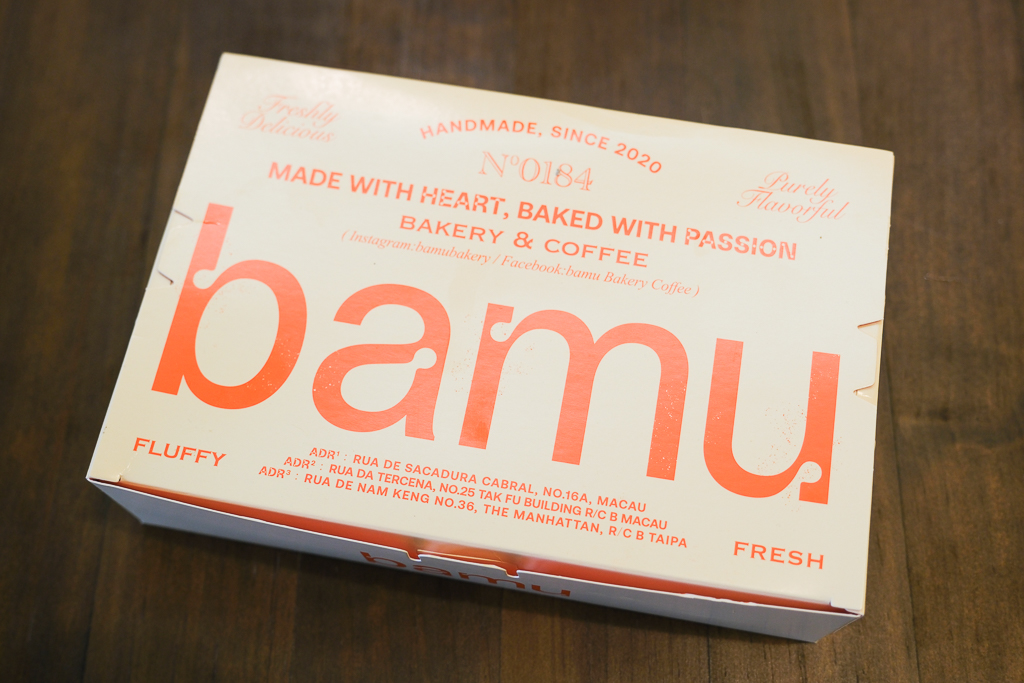 Freshly
Delicious
HANDMADE, SINCE 2020
Nº0184
Purely
Flavorful
MADE WITH HEART, BAKED WITH PASSION
BAKERY & COFFEE
( Instagram:bamubakery / Facebook:bamu Bakery Coffee )
bamu
FLUFFY
ADR¹ : RUA DE SACADURA CABRAL, NO.16A, MACAU
ADR² : RUA DA TERCENA, NO.25 TAK FU BUILDING R/C B MACAU
ADR³ : RUA DE NAM KENG NO.36, THE MANHATTAN, R/C B TAIPA
FRESH
bamu